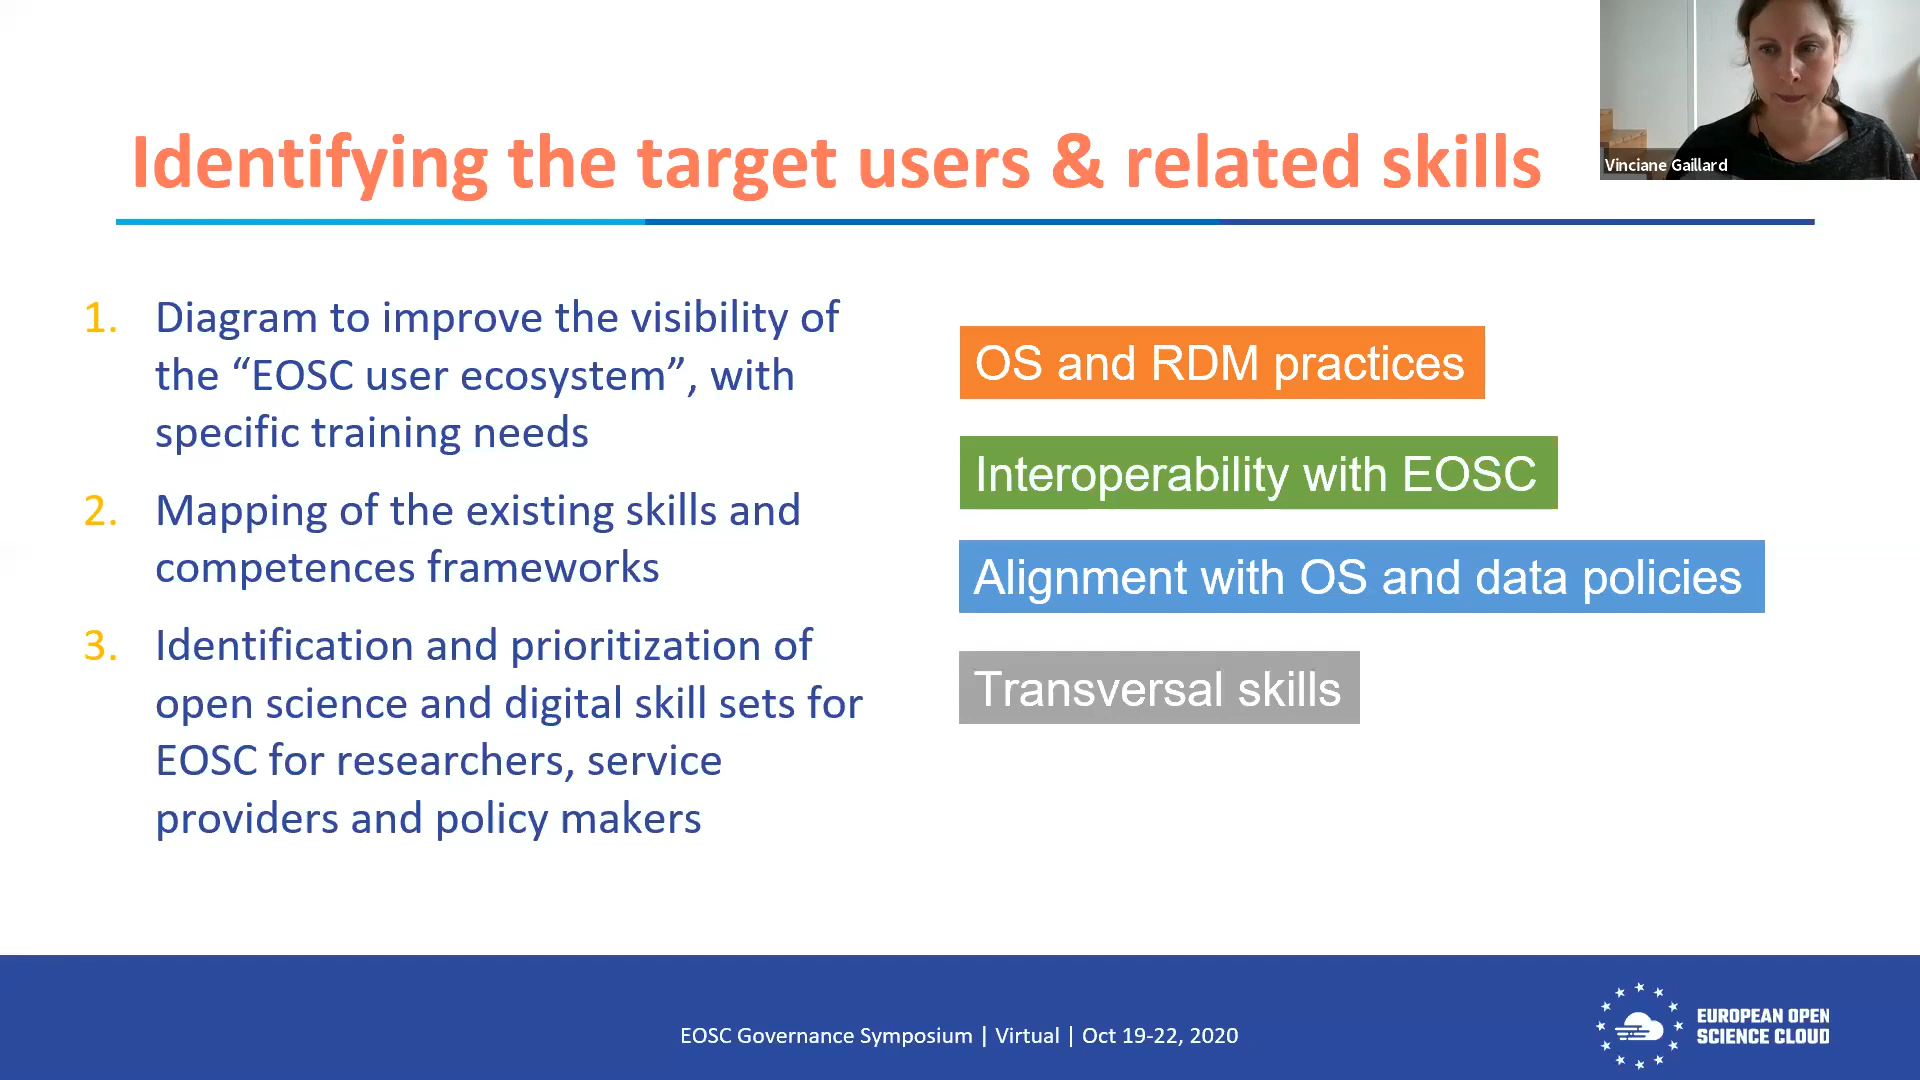 Identifying the target users & related skills
Vinciane Gaillard
1. Diagram to improve the visibility of
the “EOSC user ecosystem”, with
specific training needs
2. Mapping of the existing skills and
competences frameworks
3. Identification and prioritization of
open science and digital skill sets for
EOSC for researchers, service
providers and policy makers
OS and RDM practices
Interoperability with EOSC
Alignment with OS and data policies
Transversal skills
EOSC Governance Symposium | Virtual | Oct 19-22, 2020
EUROPEAN OPEN
SCIENCE CLOUD